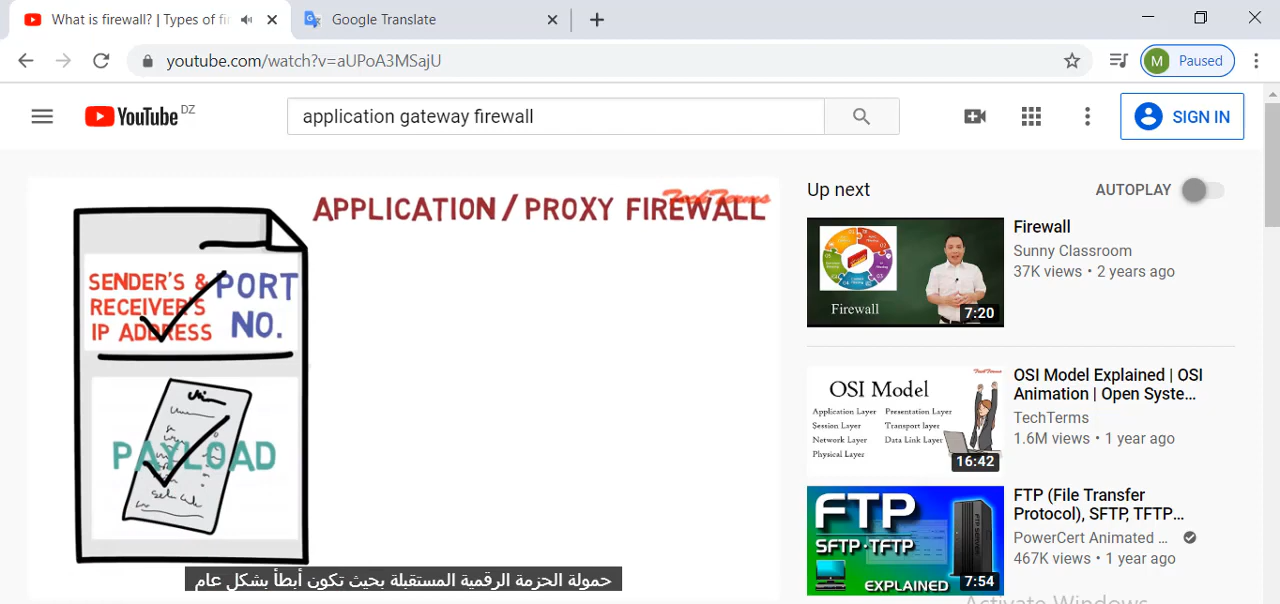 What is firewall? | Types of fi
Google Translate
youtube.com/watch?v=aUPoA3MSajU
M Paused
YouTube DZ
application gateway firewall
SIGN IN
TechTerms
APPLICATION / PROXY FIREWALL
SENDER'S &
RECEIVER'S
IP ADDRESS
PORT
NO.
PAYLOAD
حمولة الحزمة الرقمية المستقبلة بحيث تكون أبطأ بشكل عام
Up next
AUTOPLAY
Firewall
7:20
Firewall
Sunny Classroom
37K views • 2 years ago
TechTerms
OSI Model
Application Layer Presentation Layer
Session Layer Transport layer
Network Layer Data Link Layer
Physical Layer
16:42
OSI Model Explained | OSI
Animation | Open Syste...
TechTerms
1.6M views • 1 year ago
FTP
SFTP · TFTP
EXPLAINED
7:54
FTP (File Transfer
Protocol), SFTP, TFTP...
PowerCert Animated ...
467K views • 1 year ago
Activate Windows